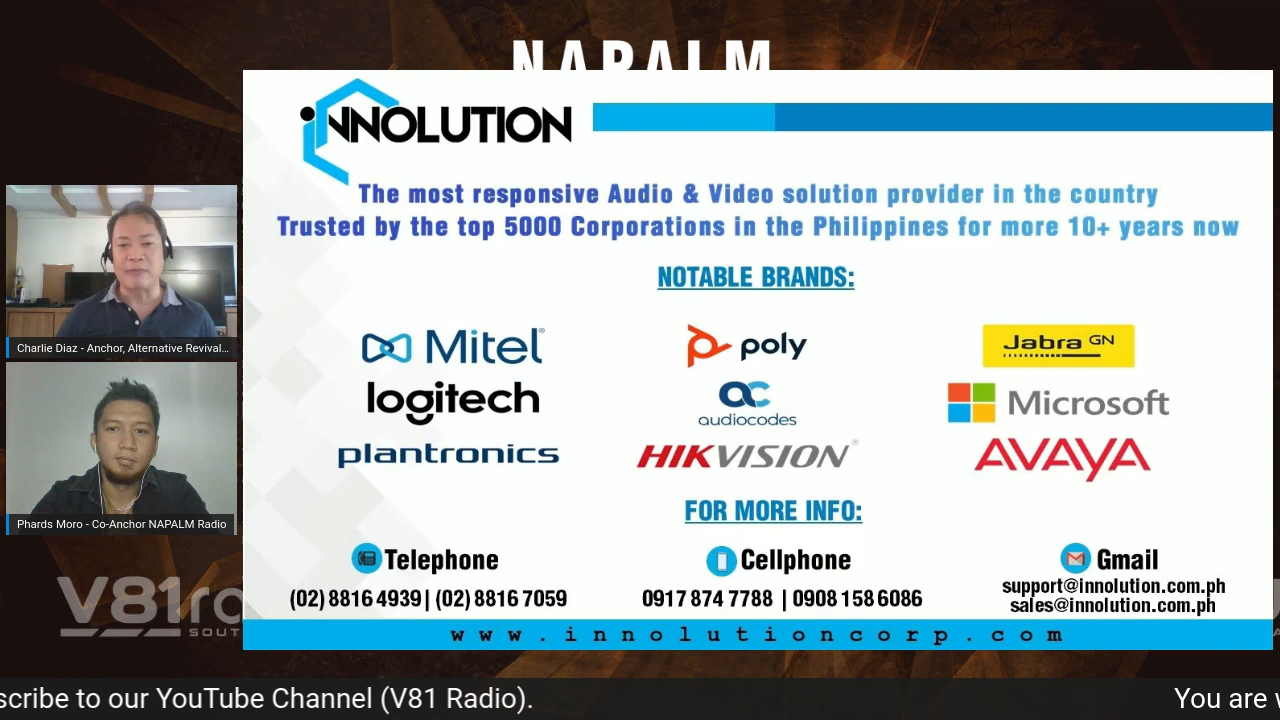 NAPALM
INNOLUTION
The most responsive Audio & Video solution provider in the country
Trusted by the top 5000 Corporations in the Philippines for more 10+ years now
NOTABLE BRANDS:
Mitel®
poly
Jabra GN
logitech
audiocodes
Microsoft
plantronics
HIKVISION®
AVAYA
FOR MORE INFO:
Telephone
(02) 8816 4939 | (02) 8816 7059
Cellphone
0917 874 7788 | 0908 158 6086
Gmail
support@innolution.com.ph
sales@innolution.com.ph
www.innolutioncorp.com
Charlie Diaz - Anchor, Alternative Revival...
Phards Moro - Co-Anchor NAPALM Radio
V81ra
SOUT
scribe to our YouTube Channel (V81 Radio).
You are